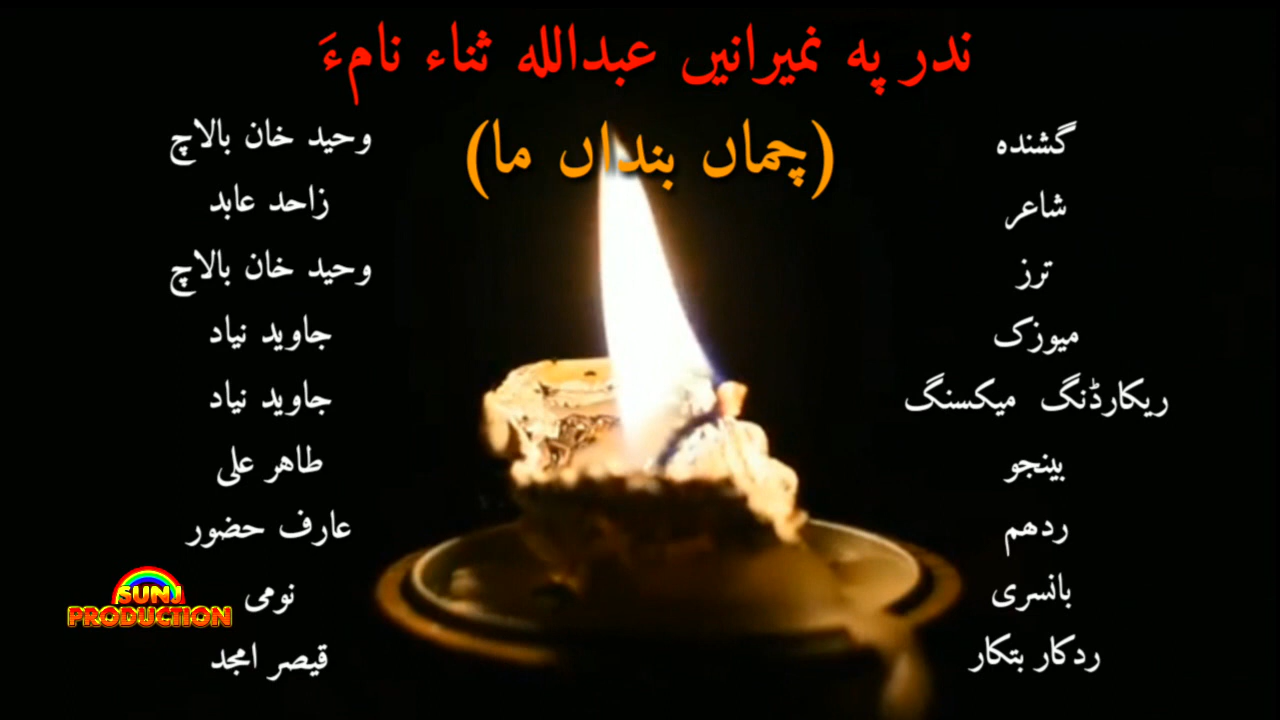 ندر په نمیرانیں عبدالله ثناء نامءَ
(چماں بنداں ما)
گشنده وحید خان بالاچ
شاعر زاحد عابد
ترز وحید خان بالاچ
میوزک جاوید نیاد
ریکارڈنگ میکسنگ جاوید نیاد
بینجو طاهر علی
ردهم عارف حضور
بانسری نومی
ردکار بتکار قیصر امجد
SUN
PRODUCTION